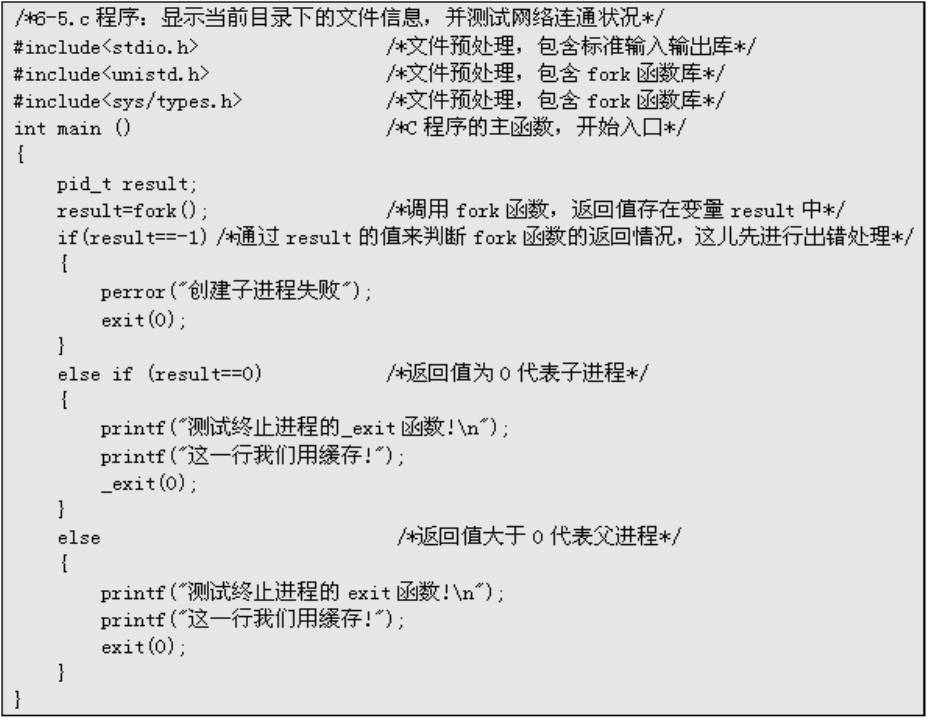 /*6-5.c 程序：显示当前目录下的文件信息，并测试网络连通状况*/
#include<stdio.h> /*文件预处理，包含标准输入输出库*/
#include<unistd.h> /*文件预处理，包含 fork 函数库*/
#include<sys/types.h> /*文件预处理，包含 fork 函数库*/
int main () /*C 程序的主函数，开始入口*/
{
pid_t result;
result=fork(); /*调用 fork 函数，返回值存在变量 result 中*/
if(result==-1) /*通过 result 的值来判断 fork 函数的返回情况，这儿先进行出错处理*/
{
perror("创建子进程失败");
exit(0);
}
else if (result==0) /*返回值为 0 代表子进程*/
{
printf("测试终止进程的_exit 函数!\n");
printf("这一行我们用缓存!");
_exit(0);
}
else /*返回值大于 0 代表父进程*/
{
printf("测试终止进程的 exit 函数!\n");
printf("这一行我们用缓存!");
exit(0);
}
}